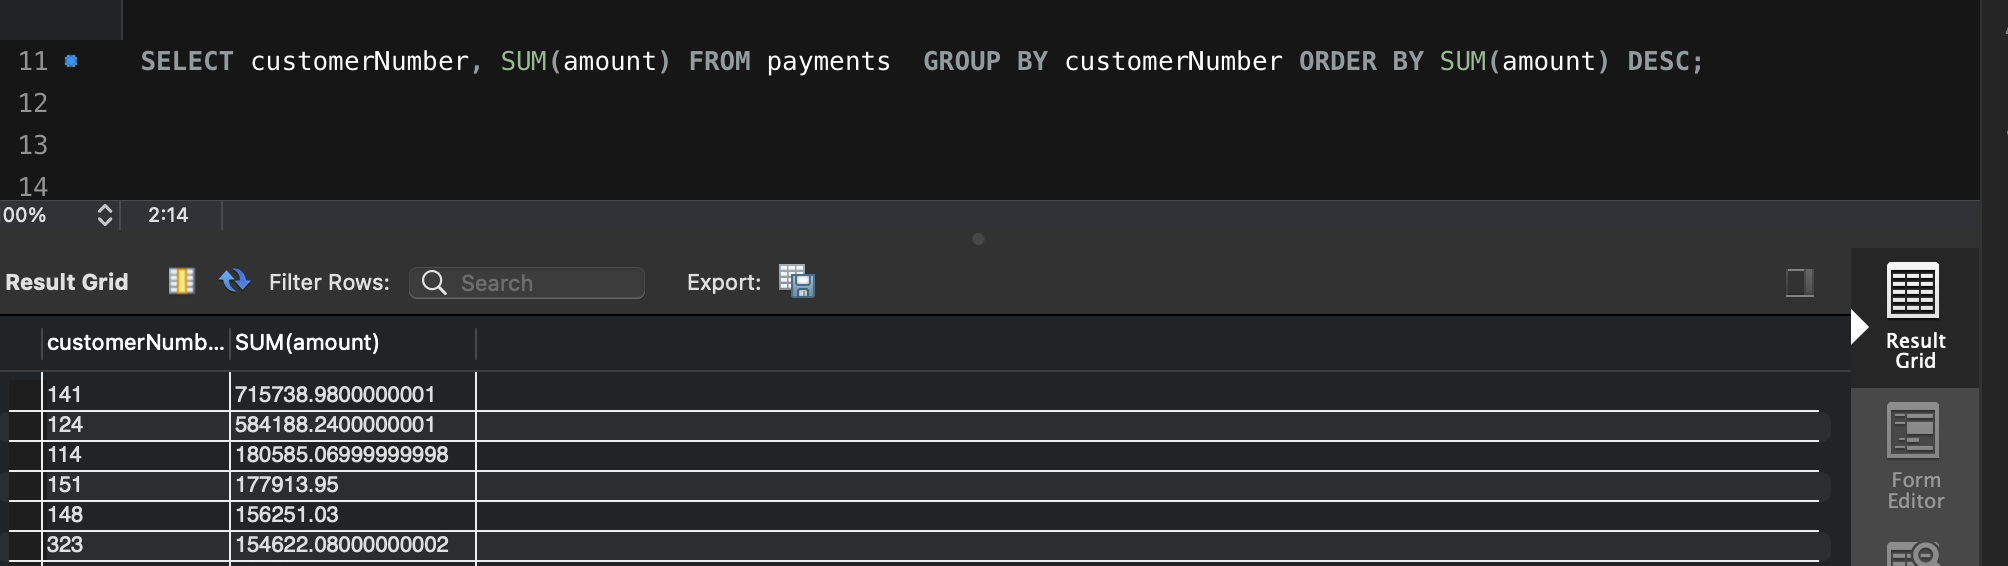 11 SELECT customerNumber, SUM(amount) FROM payments  GROUP BY customerNumber ORDER BY SUM(amount) DESC;
12
13
14
00% 2:14
Result Grid Filter Rows: Search Export:
customerNumb... SUM(amount)
141 715738.9800000001
124 584188.2400000001
114 180585.06999999998
151 177913.95
148 156251.03
323 154622.08000000002
Result
Grid
Form
Editor